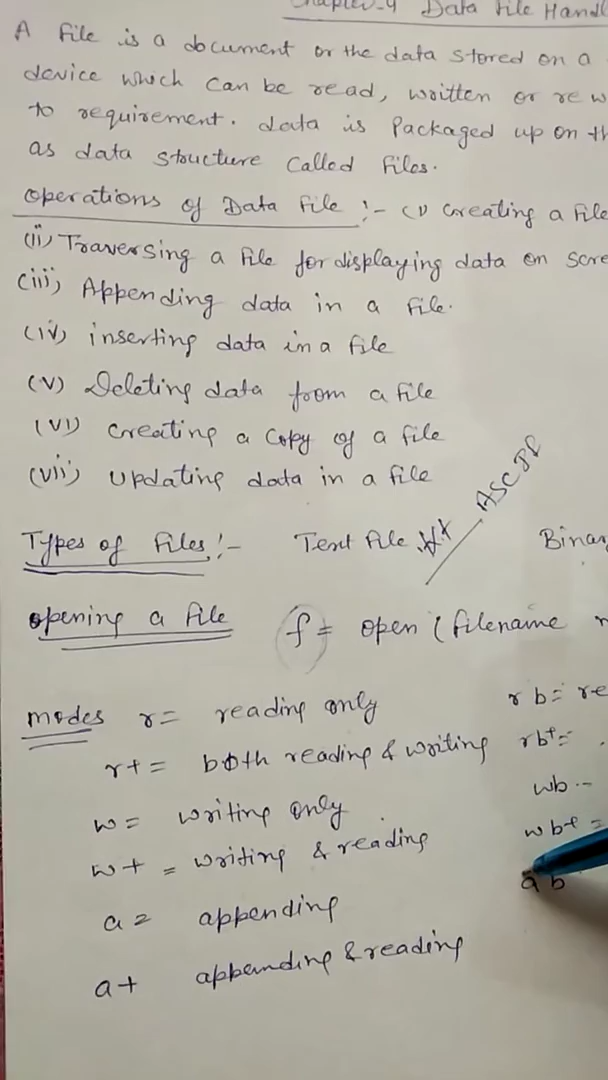 Chapter-4 Data File Handl
A file is a document or the data stored on a
device which can be read, written or rew
to requirement. data is Packaged up on th
as data structure called files.
operations of Data file :- (i) Creating a file
(ii) Traversing a file for displaying data on scre
(iii) Appending data in a file.
(iv) inserting data in a file
(v) Deleting data from a file
(vi) Creating a copy of a file
(vii) updating data in a file
Types of files :- Text file Binar
opening a file f = open (filename
modes r = reading only rb = re
r+ = both reading & writing rb+ =
w = writing only wb -
w+ = writing & reading wb+ =
a = appending ab
a+ appending & reading